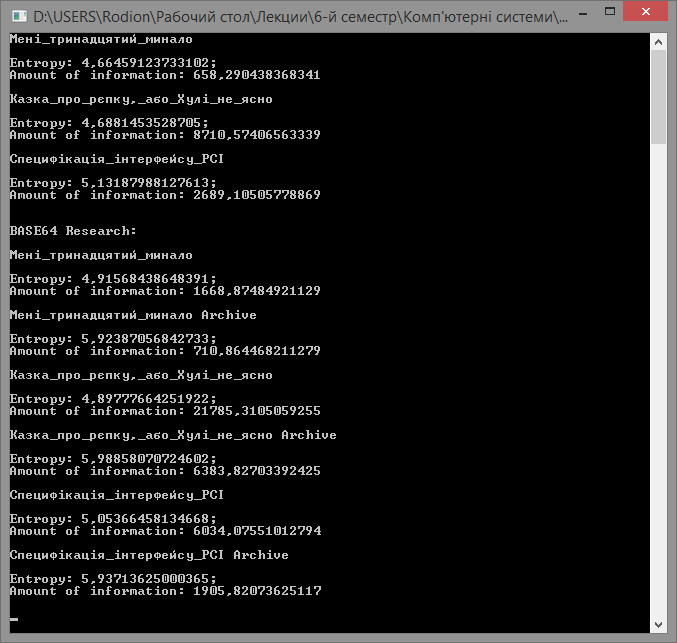 D:\USERS\Rodion\Рабочий стол\Лекции\6-й семестр\Комп'ютерні системи\...
Мені_тринадцятий_минало
Entropy: 4,66459123733102;
Amount of information: 658,290438368341
Казка_про_рєпку,_або_Хулі_не_ясно
Entropy: 4,6881453528705;
Amount of information: 8710,57406563339
Специфікація_інтерфейсу_PCI
Entropy: 5,13187988127613;
Amount of information: 2689,10505778869
BASE64 Research:
Мені_тринадцятий_минало
Entropy: 4,91568438648391;
Amount of information: 1668,87484921129
Мені_тринадцятий_минало Archive
Entropy: 5,92387056842733;
Amount of information: 710,864468211279
Казка_про_рєпку,_або_Хулі_не_ясно
Entropy: 4,89777664251922;
Amount of information: 21785,3105059255
Казка_про_рєпку,_або_Хулі_не_ясно Archive
Entropy: 5,98858070724602;
Amount of information: 6383,82703392425
Специфікація_інтерфейсу_PCI
Entropy: 5,05366458134668;
Amount of information: 6034,07551012794
Специфікація_інтерфейсу_PCI Archive
Entropy: 5,93713625000365;
Amount of information: 1905,82073625117